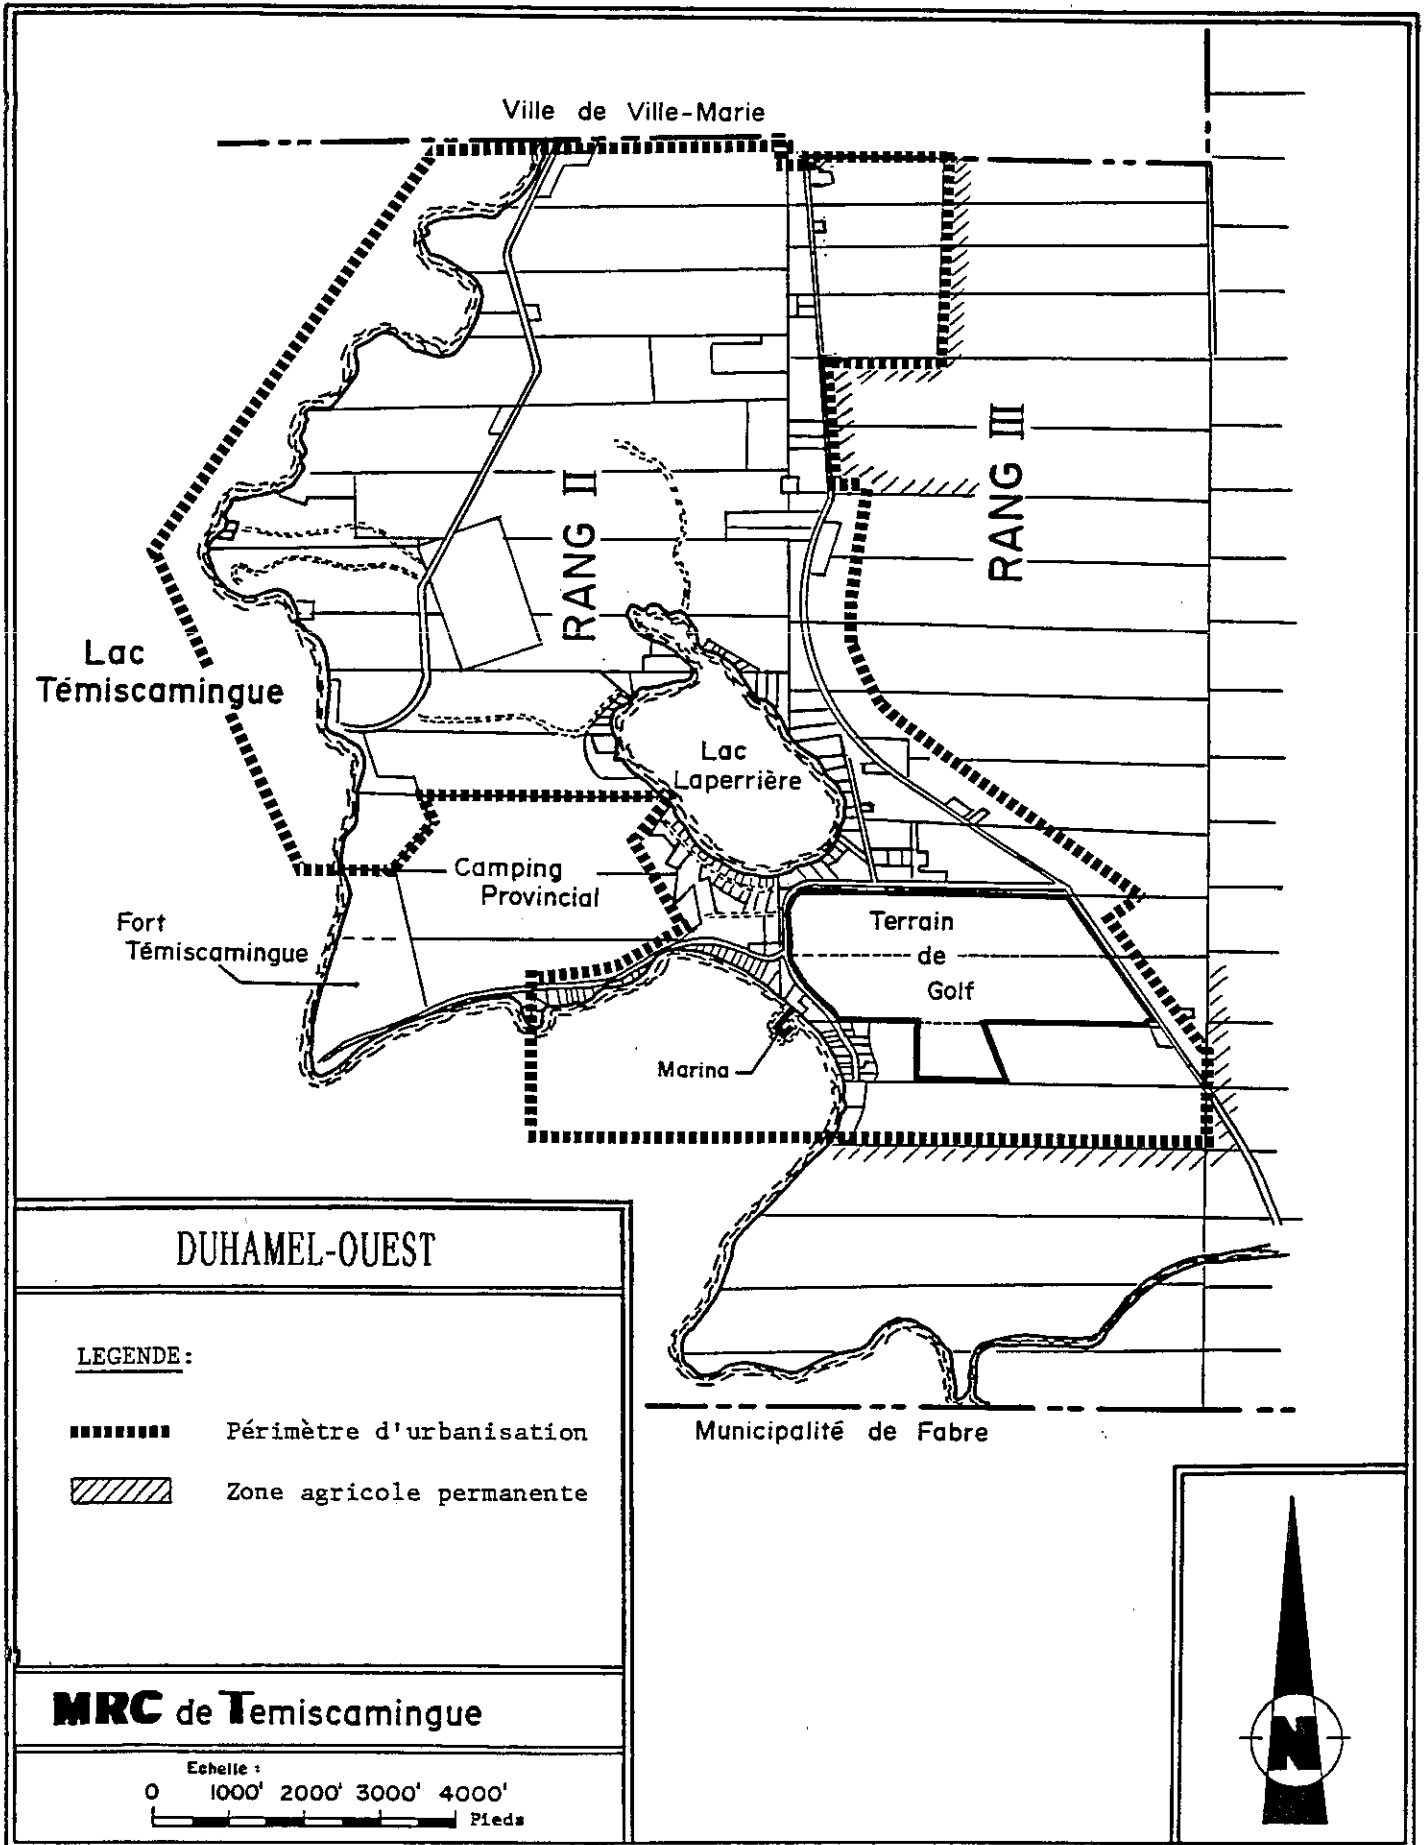 Ville de Ville-Marie
RANG II
RANG III
Lac
Témiscamingue
Lac
Laperrière
Camping
Provincial
Fort
Témiscamingue
Terrain
de
Golf
Marina
Municipalité de Fabre
DUHAMEL-OUEST
LEGENDE:
Périmètre d'urbanisation
Zone agricole permanente
MRC de Temiscamingue
Echelle :
0 1000' 2000' 3000' 4000'
Pieds
N